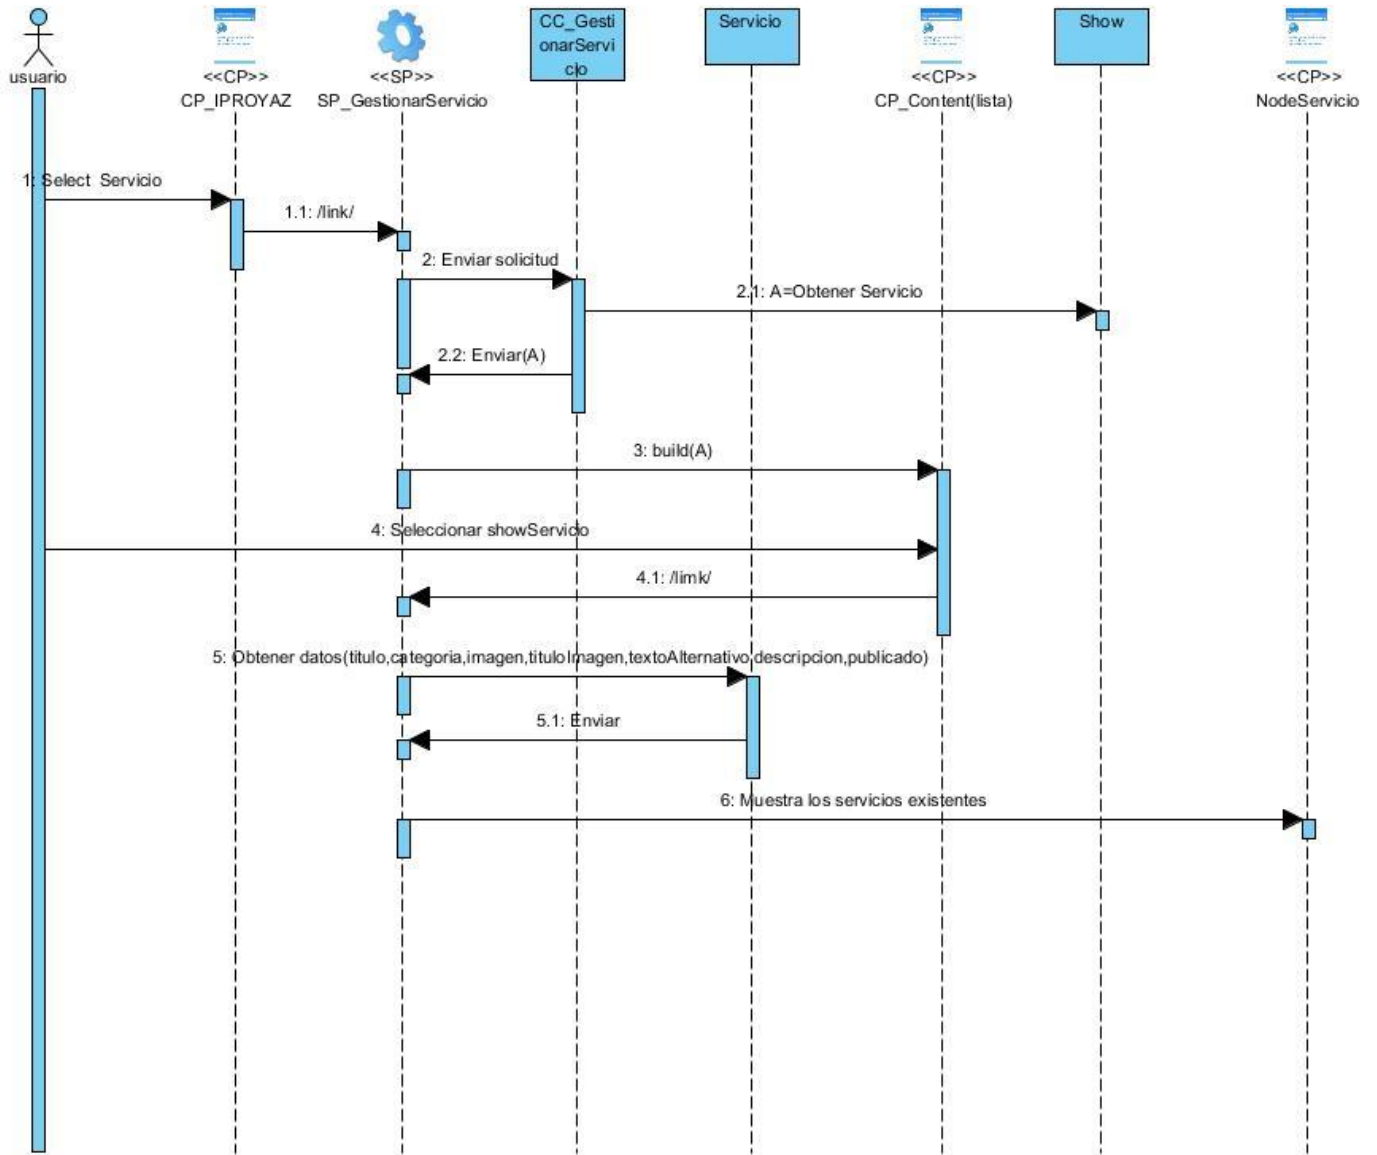 usuario
<<CP>>
CP_IPROYAZ
<<SP>>
SP_GestionarServicio
CC_Gesti
onarServi
cio
Servicio
<<CP>>
CP_Content(lista)
Show
<<CP>>
NodeServicio
1: Select Servicio
1.1: /link/
2: Enviar solicitud
2.1: A=Obtener Servicio
2.2: Enviar(A)
3: build(A)
4: Seleccionar showServicio
4.1: /limk/
5: Obtener datos(titulo,categoria,imagen,tituloImagen,textoAlternativo,descripcion,publicado)
5.1: Enviar
6: Muestra los servicios existentes